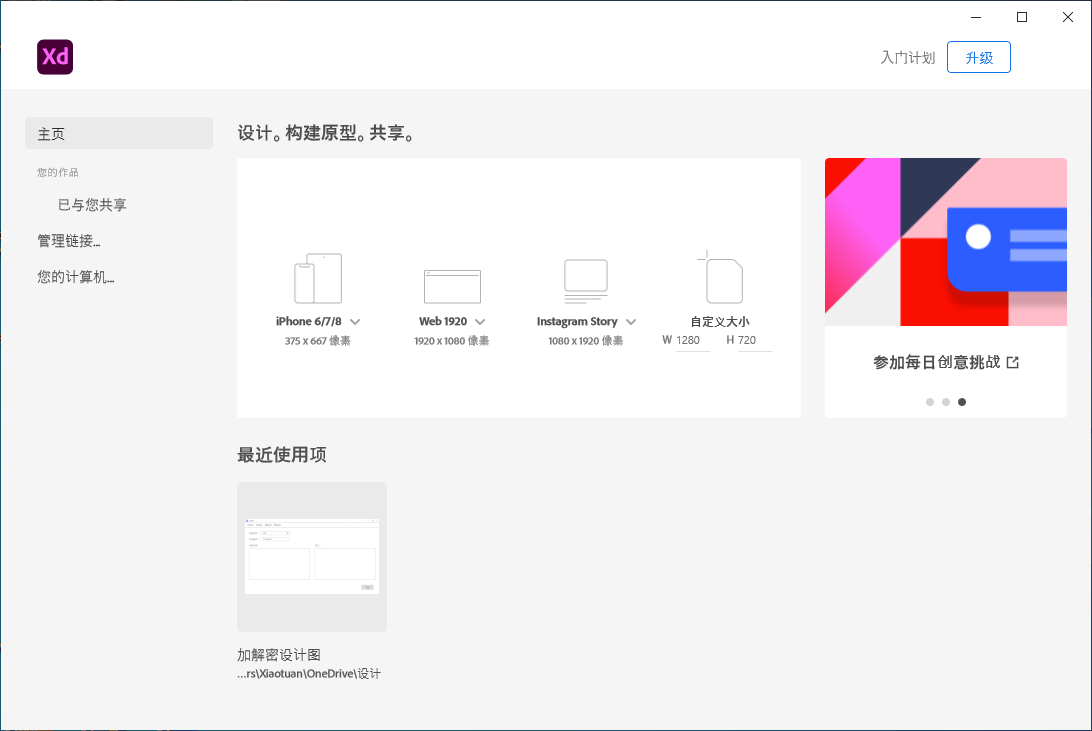 Xd
入门计划
升级
主页
您的作品
已与您共享
管理链接...
您的计算机...
设计。构建原型。共享。
iPhone 6/7/8
375 x 667 像素
Web 1920
1920 x 1080 像素
Instagram Story
1080 x 1920 像素
自定义大小
W 1280 H 720
参加每日创意挑战
最近使用项
加解密设计图
...rs\Xiaotuan\OneDrive\设计